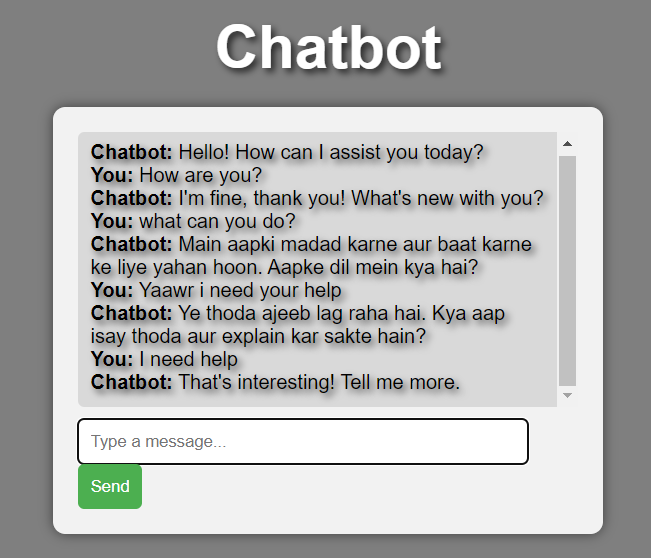 Chatbot
Chatbot: Hello! How can I assist you today?
You: How are you?
Chatbot: I'm fine, thank you! What's new with you?
You: what can you do?
Chatbot: Main aapki madad karne aur baat karne
ke liye yahan hoon. Aapke dil mein kya hai?
You: Yaawr i need your help
Chatbot: Ye thoda ajeeb lag raha hai. Kya aap
isay thoda aur explain kar sakte hain?
You: I need help
Chatbot: That's interesting! Tell me more.
Type a message...
Send